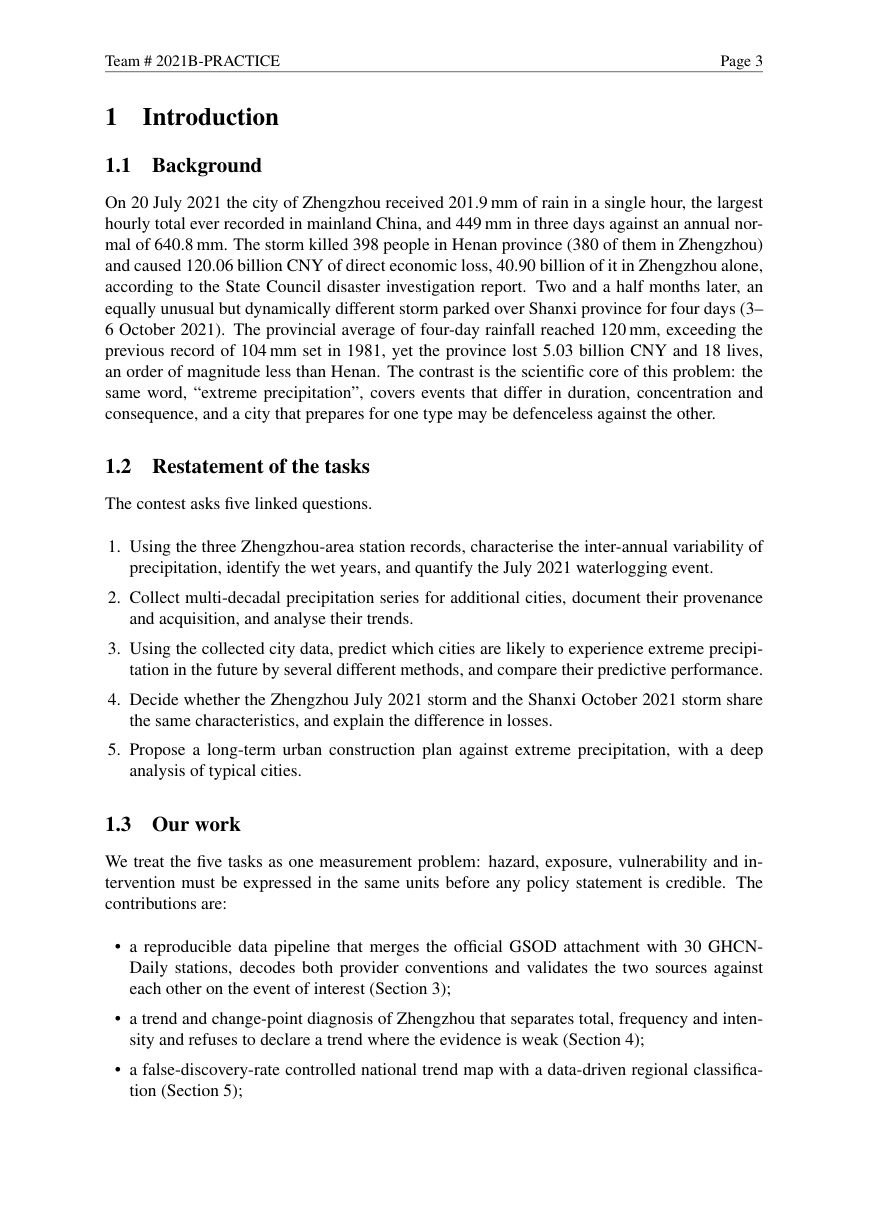 Team # 2021B-PRACTICE Page 3
1 Introduction
1.1 Background
On 20 July 2021 the city of Zhengzhou received 201.9 mm of rain in a single hour, the largest
hourly total ever recorded in mainland China, and 449 mm in three days against an annual nor-
mal of 640.8 mm. The storm killed 398 people in Henan province (380 of them in Zhengzhou)
and caused 120.06 billion CNY of direct economic loss, 40.90 billion of it in Zhengzhou alone,
according to the State Council disaster investigation report. Two and a half months later, an
equally unusual but dynamically different storm parked over Shanxi province for four days (3–
6 October 2021). The provincial average of four-day rainfall reached 120 mm, exceeding the
previous record of 104 mm set in 1981, yet the province lost 5.03 billion CNY and 18 lives,
an order of magnitude less than Henan. The contrast is the scientific core of this problem: the
same word, “extreme precipitation”, covers events that differ in duration, concentration and
consequence, and a city that prepares for one type may be defenceless against the other.
1.2 Restatement of the tasks
The contest asks five linked questions.
1. Using the three Zhengzhou-area station records, characterise the inter-annual variability of
precipitation, identify the wet years, and quantify the July 2021 waterlogging event.
2. Collect multi-decadal precipitation series for additional cities, document their provenance
and acquisition, and analyse their trends.
3. Using the collected city data, predict which cities are likely to experience extreme precipi-
tation in the future by several different methods, and compare their predictive performance.
4. Decide whether the Zhengzhou July 2021 storm and the Shanxi October 2021 storm share
the same characteristics, and explain the difference in losses.
5. Propose a long-term urban construction plan against extreme precipitation, with a deep
analysis of typical cities.
1.3 Our work
We treat the five tasks as one measurement problem: hazard, exposure, vulnerability and in-
tervention must be expressed in the same units before any policy statement is credible. The
contributions are:
• a reproducible data pipeline that merges the official GSOD attachment with 30 GHCN-
Daily stations, decodes both provider conventions and validates the two sources against
each other on the event of interest (Section 3);
• a trend and change-point diagnosis of Zhengzhou that separates total, frequency and inten-
sity and refuses to declare a trend where the evidence is weak (Section 4);
• a false-discovery-rate controlled national trend map with a data-driven regional classifica-
tion (Section 5);